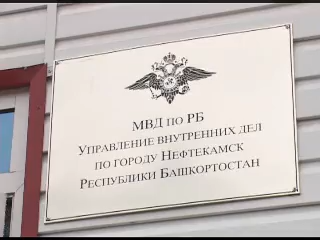 МВД ПО РБ
УПРАВЛЕНИЕ ВНУТРЕННИХ ДЕЛ
ПО ГОРОДУ НЕФТЕКАМСК
РЕСПУБЛИКИ БАШКОРТОСТАН